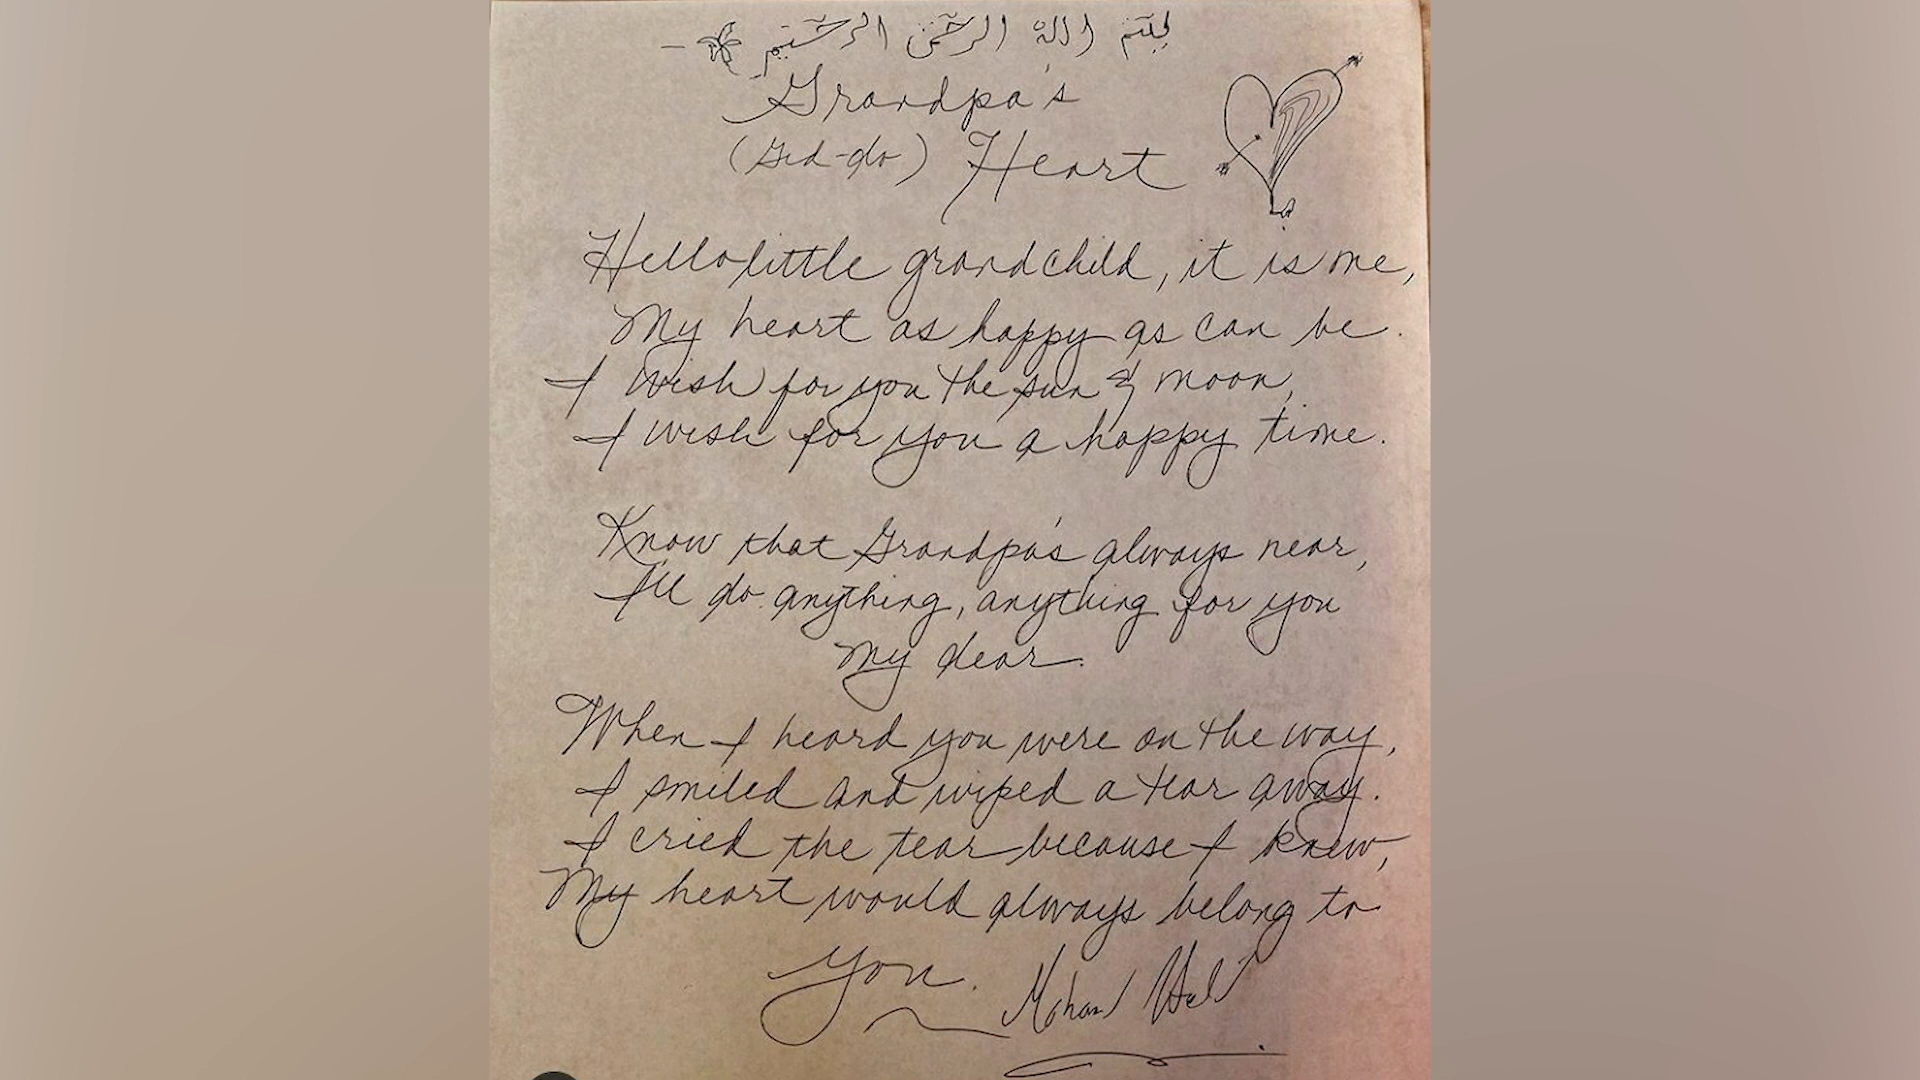 بسم الله الرحمن الرحيم
Grandpa's
(Gid-do) Heart
Hello little grandchild, it is me,
My heart as happy as can be.
I wish for you the sun & moon,
I wish for you a happy time.
Know that Grandpa's always near,
I'll do anything, anything for you
my dear.
When I heard you were on the way,
I smiled and wiped a tear away.
I cried the tear because I knew,
My heart would always belong to
you.